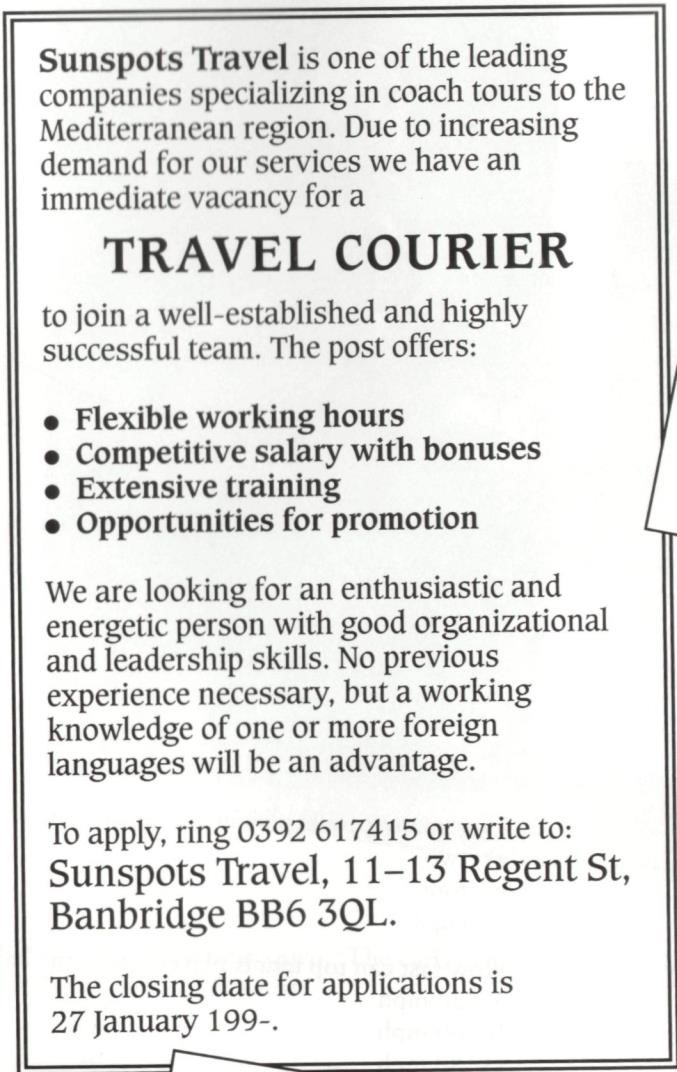 Sunspots Travel is one of the leading
companies specializing in coach tours to the
Mediterranean region. Due to increasing
demand for our services we have an
immediate vacancy for a
TRAVEL COURIER
to join a well-established and highly
successful team. The post offers:
• Flexible working hours
• Competitive salary with bonuses
• Extensive training
• Opportunities for promotion
We are looking for an enthusiastic and
energetic person with good organizational
and leadership skills. No previous
experience necessary, but a working
knowledge of one or more foreign
languages will be an advantage.
To apply, ring 0392 617415 or write to:
Sunspots Travel, 11–13 Regent St,
Banbridge BB6 3QL.
The closing date for applications is
27 January 199-.